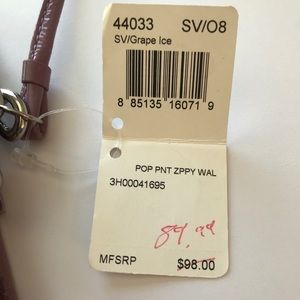 44033 SV/O8
SV/Grape Ice
8 85135 16071 9
POP PNT ZPPY WAL
3H00041695
84.99
MFSRP $98.00